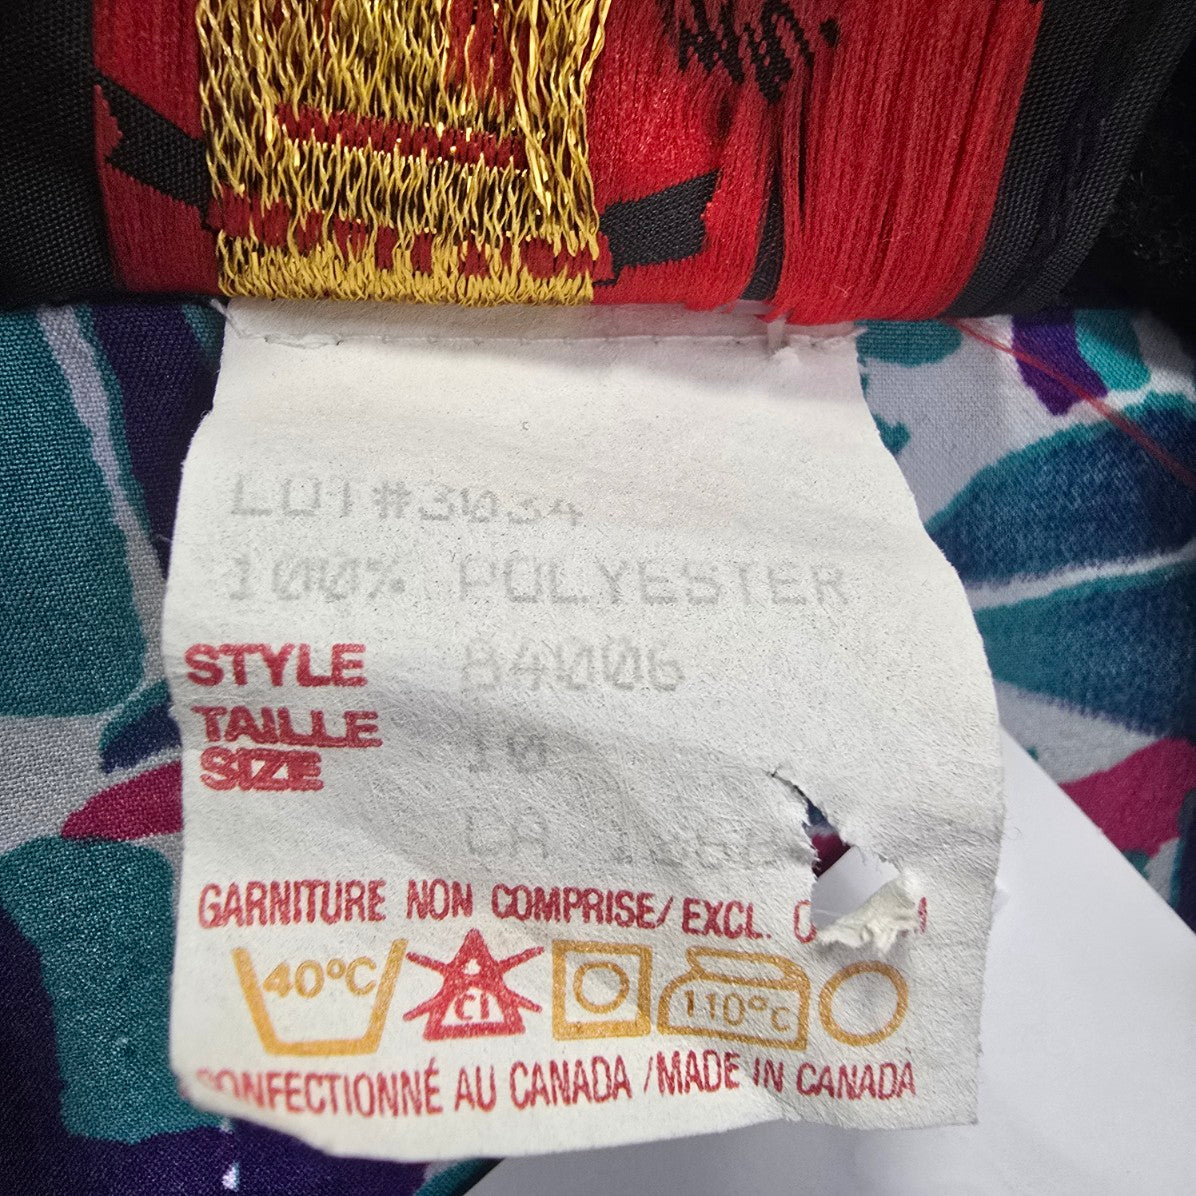 LOT#3034
100% POLYESTER
STYLE 84006
TAILLE
SIZE 10
CA
GARNITURE NON COMPRISE/EXCL.
40°C CL 110°C
CONFECTIONNÉ AU CANADA /MADE IN CANADA